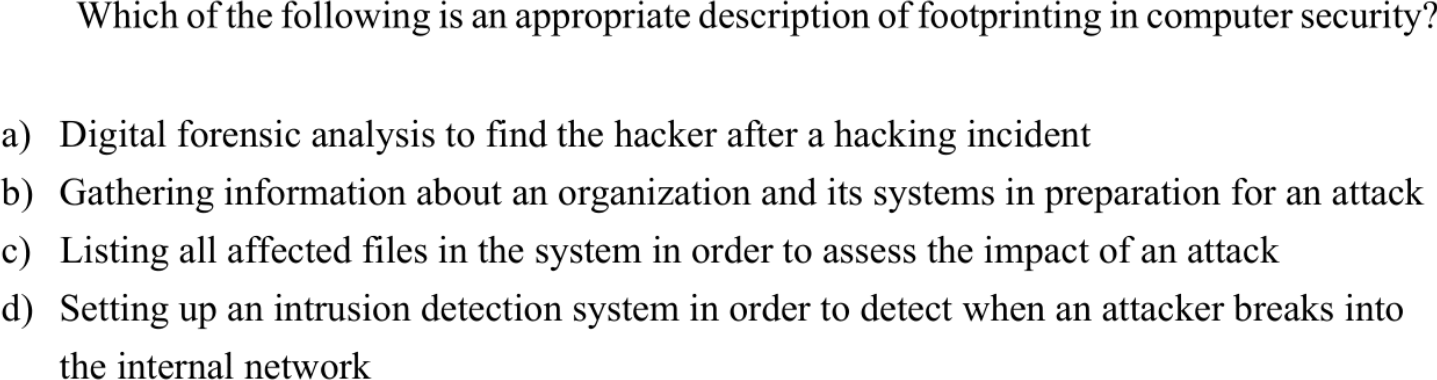 Which of the following is an appropriate description of footprinting in computer security?
a) Digital forensic analysis to find the hacker after a hacking incident
b) Gathering information about an organization and its systems in preparation for an attack
c) Listing all affected files in the system in order to assess the impact of an attack
d) Setting up an intrusion detection system in order to detect when an attacker breaks into
the internal network